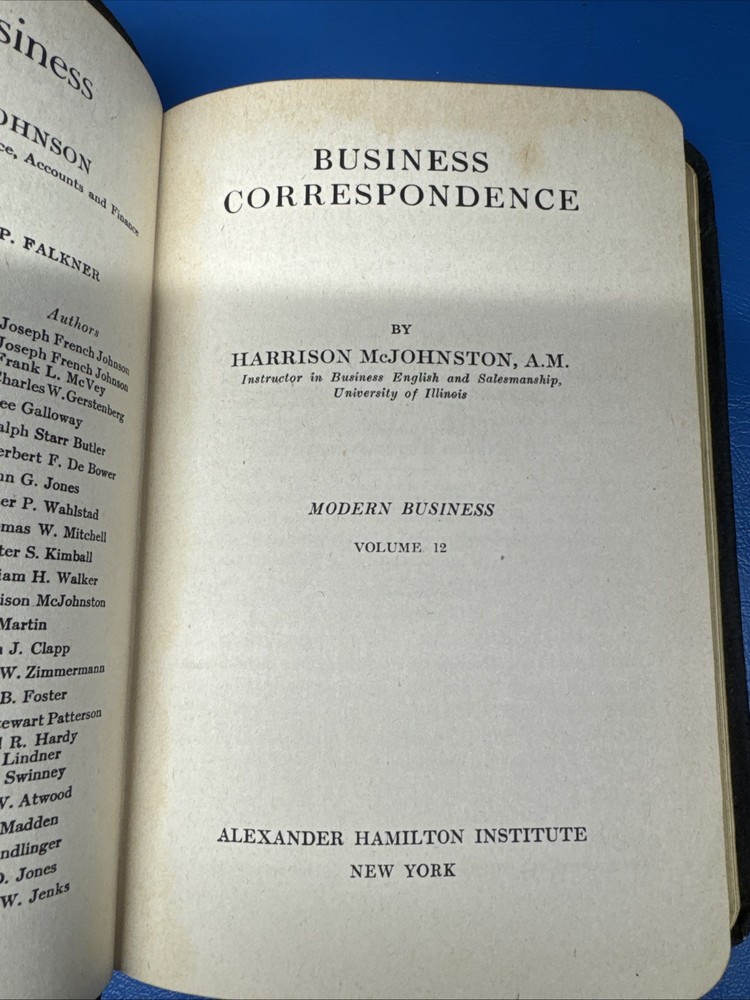 siness
OHNSON
ce, Accounts and Finance
P. FALKNER
Authors
Joseph French Johnson
Joseph French Johnson
Frank L. McVey
Charles W. Gerstenberg
ee Galloway
alph Starr Butler
erbert F. De Bower
hn G. Jones
er P. Wahlstad
mas W. Mitchell
ter S. Kimball
iam H. Walker
ison McJohnston
Martin
J. Clapp
W. Zimmermann
B. Foster
tewart Patterson
R. Hardy
Lindner
Swinney
W. Atwood
Madden
ndlinger
D. Jones
W. Jenks
BUSINESS
CORRESPONDENCE
BY
HARRISON McJOHNSTON, A.M.
Instructor in Business English and Salesmanship,
University of Illinois
MODERN BUSINESS
VOLUME 12
ALEXANDER HAMILTON INSTITUTE
NEW YORK